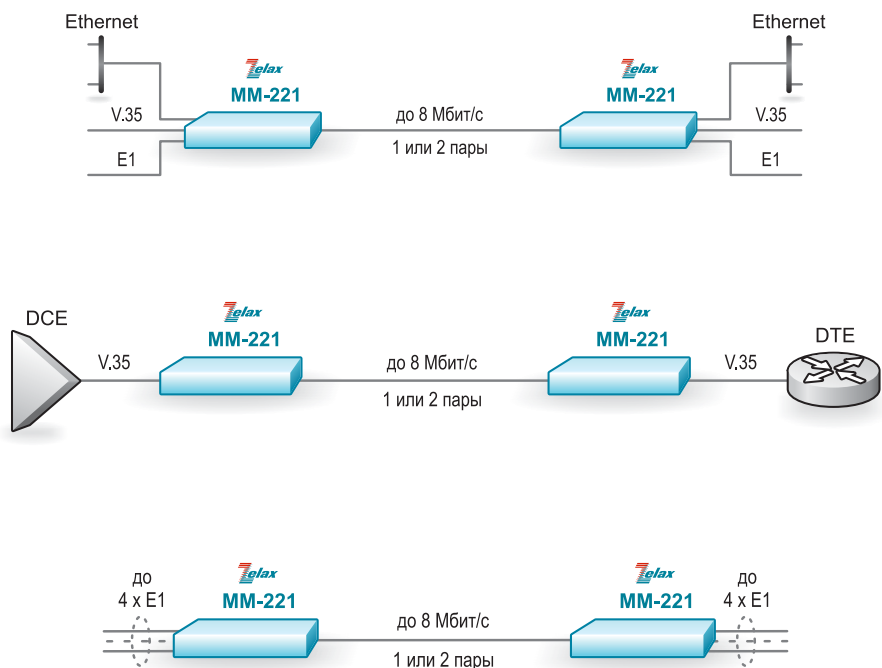 Ethernet
Ethernet
Zelax
Zelax
MM-221
MM-221
V.35
до 8 Мбит/с
V.35
E1
1 или 2 пары
E1
Zelax
Zelax
DCE
MM-221
MM-221
DTE
V.35
до 8 Мбит/с
V.35
1 или 2 пары
до
4 x E1
Zelax
MM-221
Zelax
MM-221
до
4 x E1
до 8 Мбит/с
1 или 2 пары